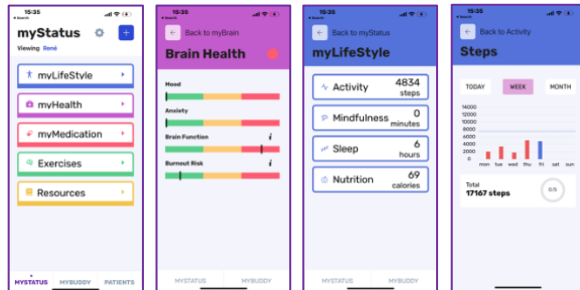 15:35
Search
myStatus
Viewing René
myLifeStyle
myHealth
myMedication
Exercises
Resources
MYSTATUS MYBUDDY PATIENTS
15:35
Search
Back to myBrain
Brain Health
Mood
Anxiety
Brain Function i
Burnout Risk i
MYSTATUS MYBUDDY
15:35
Search
Back to myStatus
myLifeStyle
Activity 4834 steps
Mindfulness 0 minutes
Sleep 6 hours
Nutrition 69 calories
MYSTATUS MYBUDDY
15:35
Search
Back to Activity
Steps
TODAY WEEK MONTH
14000
12000
10000
8000
6000
4000
2000
0
mon tue wed thu fri sat sun
Total
17167 steps
0/5